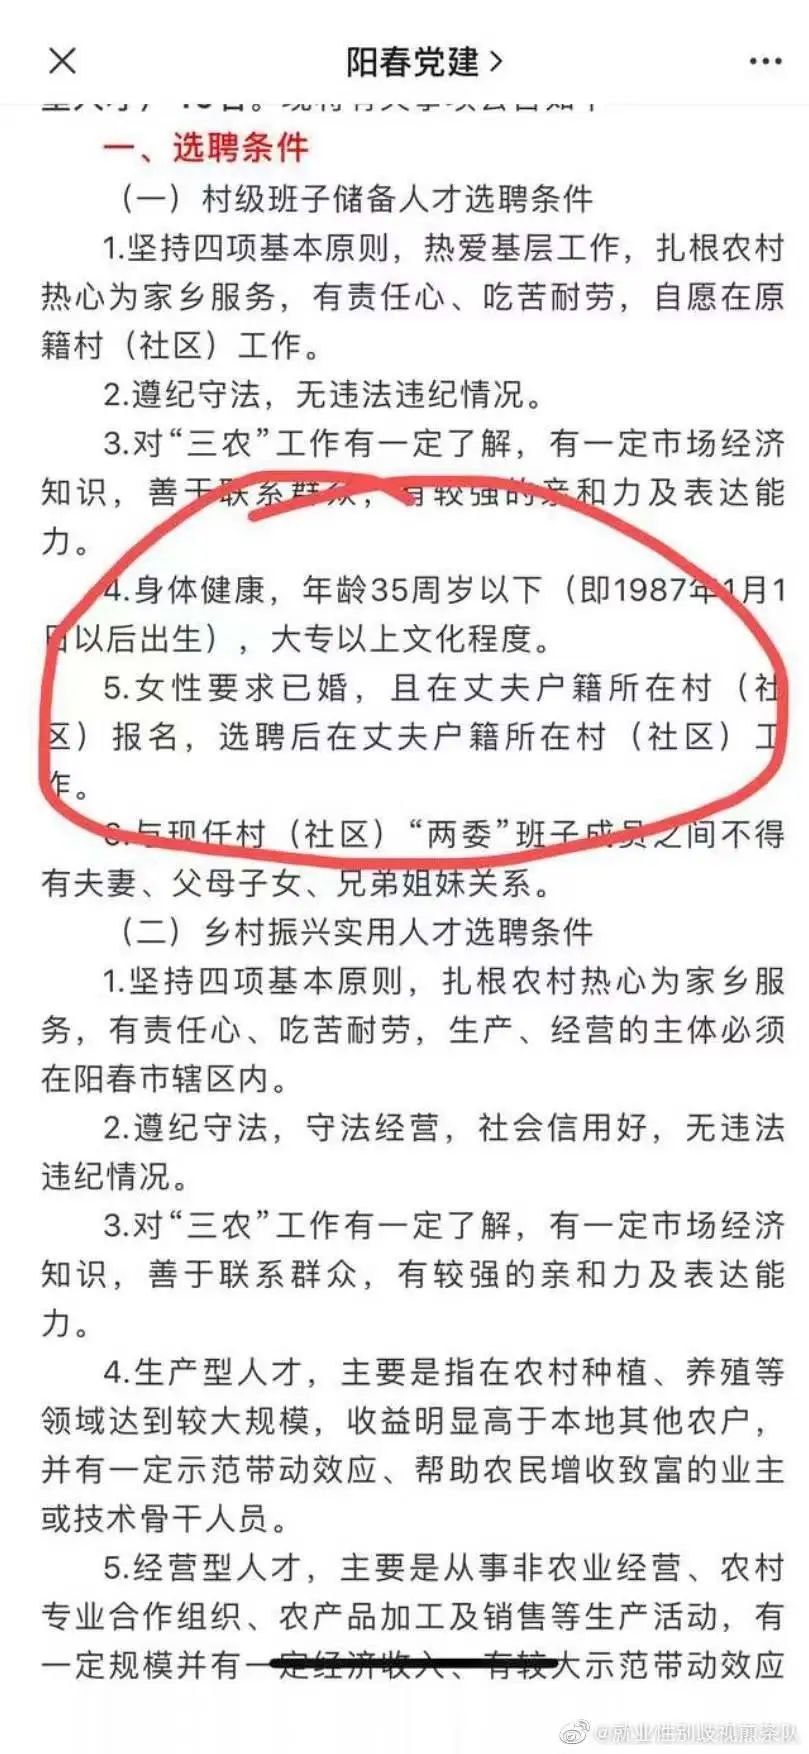 阳春党建
一、选聘条件
（一）村级班子储备人才选聘条件
1.坚持四项基本原则，热爱基层工作，扎根农村
热心为家乡服务，有责任心、吃苦耐劳，自愿在原
籍村（社区）工作。
2.遵纪守法，无违法违纪情况。
3.对“三农”工作有一定了解，有一定市场经济
知识，善于联系群众，有较强的亲和力及表达能
力。
4.身体健康，年龄35周岁以下（即1987年1月1
日以后出生），大专以上文化程度。
5.女性要求已婚，且在丈夫户籍所在村（社
区）报名，选聘后在丈夫户籍所在村（社区）工
作。
6.与现任村（社区）“两委”班子成员之间不得
有夫妻、父母子女、兄弟姐妹关系。
（二）乡村振兴实用人才选聘条件
1.坚持四项基本原则，扎根农村热心为家乡服
务，有责任心、吃苦耐劳，生产、经营的主体必须
在阳春市辖区内。
2.遵纪守法，守法经营，社会信用好，无违法
违纪情况。
3.对“三农”工作有一定了解，有一定市场经济
知识，善于联系群众，有较强的亲和力及表达能
力。
4.生产型人才，主要是指在农村种植、养殖等
领域达到较大规模，收益明显高于本地其他农户，
并有一定示范带动效应、帮助农民增收致富的业主
或技术骨干人员。
5.经营型人才，主要是从事非农业经营、农村
专业合作组织、农产品加工及销售等生产活动，有
一定规模并有一定经济收入、有较大示范带动效应
@就业性别歧视煎茶队